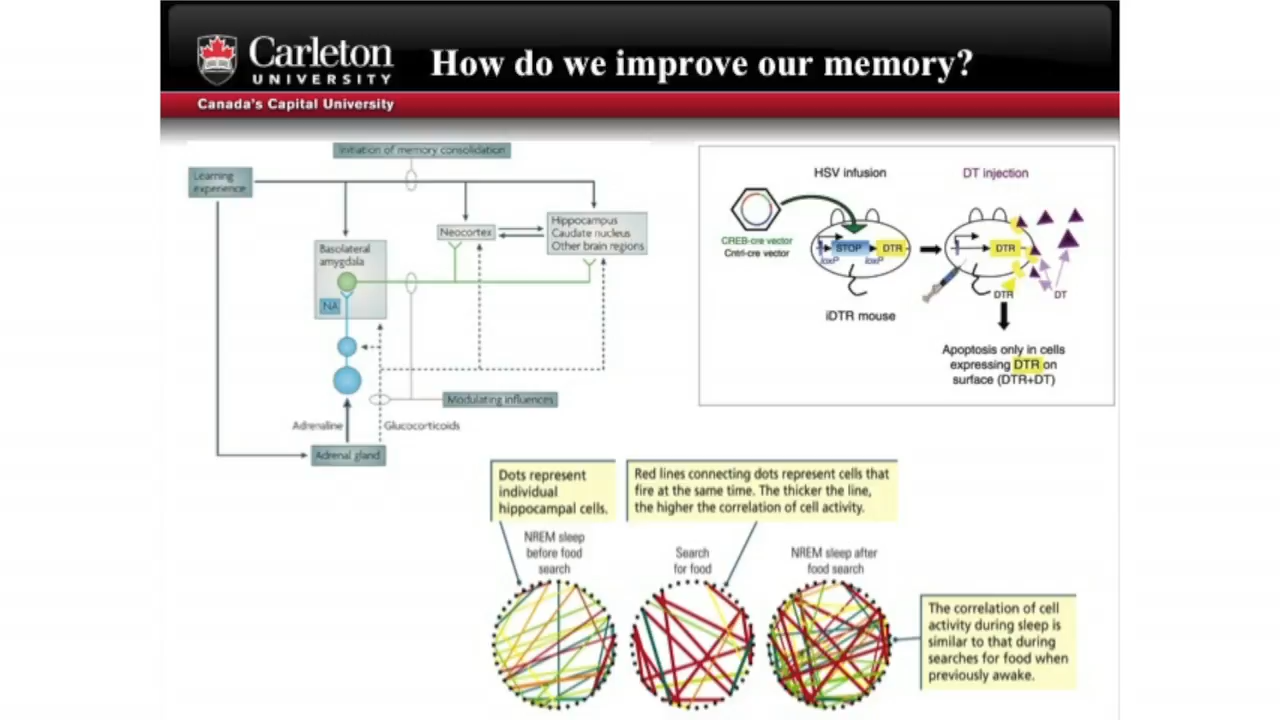 Carleton
UNIVERSITY
How do we improve our memory?
Canada's Capital University
Initiation of memory consolidation
Learning
experience
Neocortex
Hippocampus
Caudate nucleus
Other brain regions
Basolateral
amygdala
NA
Modulating influences
Adrenaline
Glucocorticoids
Adrenal gland
HSV infusion
DT injection
CREB-cre vector
Cntrl-cre vector
STOP
DTR
loxP
loxP
DTR
DTR
DT
iDTR mouse
Apoptosis only in cells
expressing DTR on
surface (DTR+DT)
Dots represent
individual
hippocampal cells.
Red lines connecting dots represent cells that
fire at the same time. The thicker the line,
the higher the correlation of cell activity.
NREM sleep
before food
search
Search
for food
NREM sleep after
food search
The correlation of cell
activity during sleep is
similar to that during
searches for food when
previously awake.